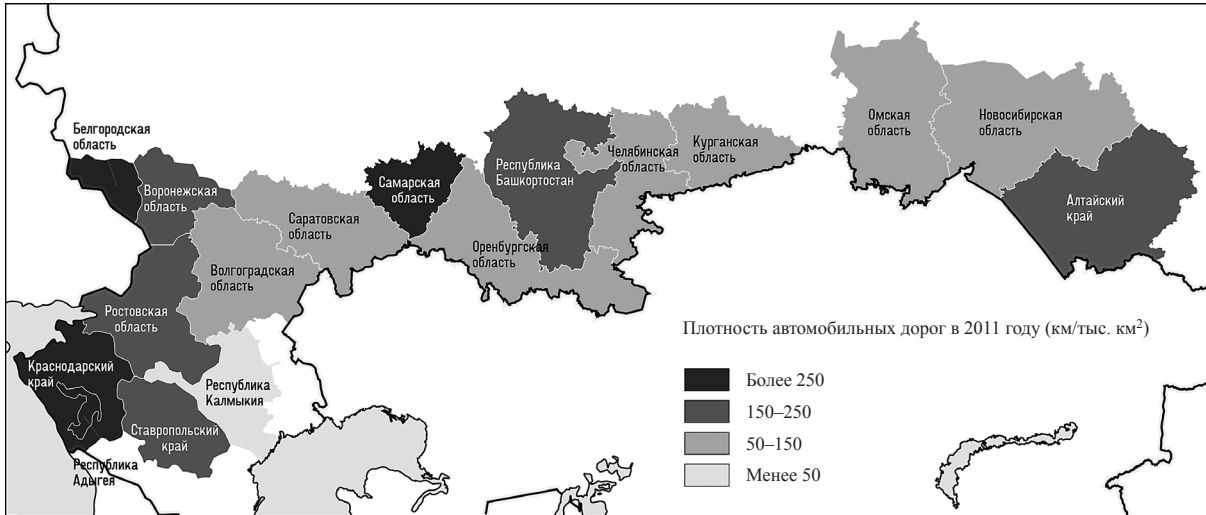 Белгородская
область
Воронежская
область
Саратовская
область
Самарская
область
Волгоградская
область
Ростовская
область
Краснодарский
край
Республика
Адыгея
Ставропольский
край
Республика
Калмыкия
Оренбургская
область
Республика
Башкортостан
Челябинская
область
Курганская
область
Омская
область
Новосибирская
область
Алтайский
край
Плотность автомобильных дорог в 2011 году (км/тыс. км²)
Более 250
150–250
50–150
Менее 50